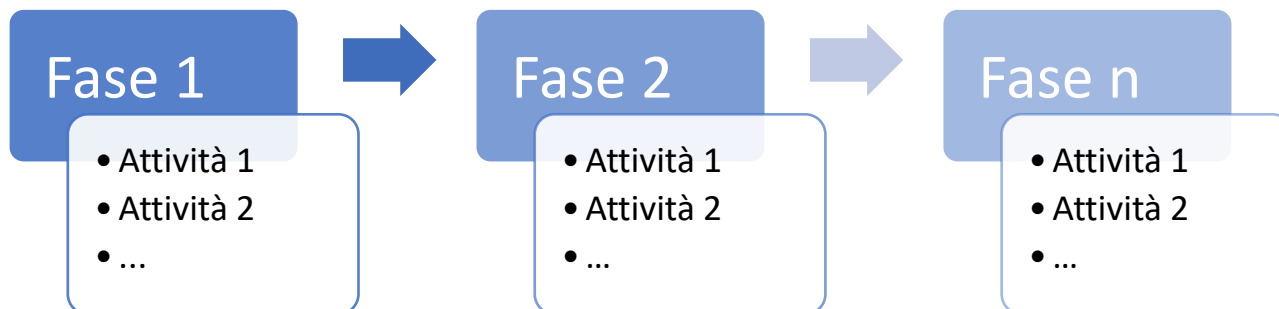 Fase 1
• Attività 1
• Attività 2
• ...
Fase 2
• Attività 1
• Attività 2
• ...
Fase n
• Attività 1
• Attività 2
• ...